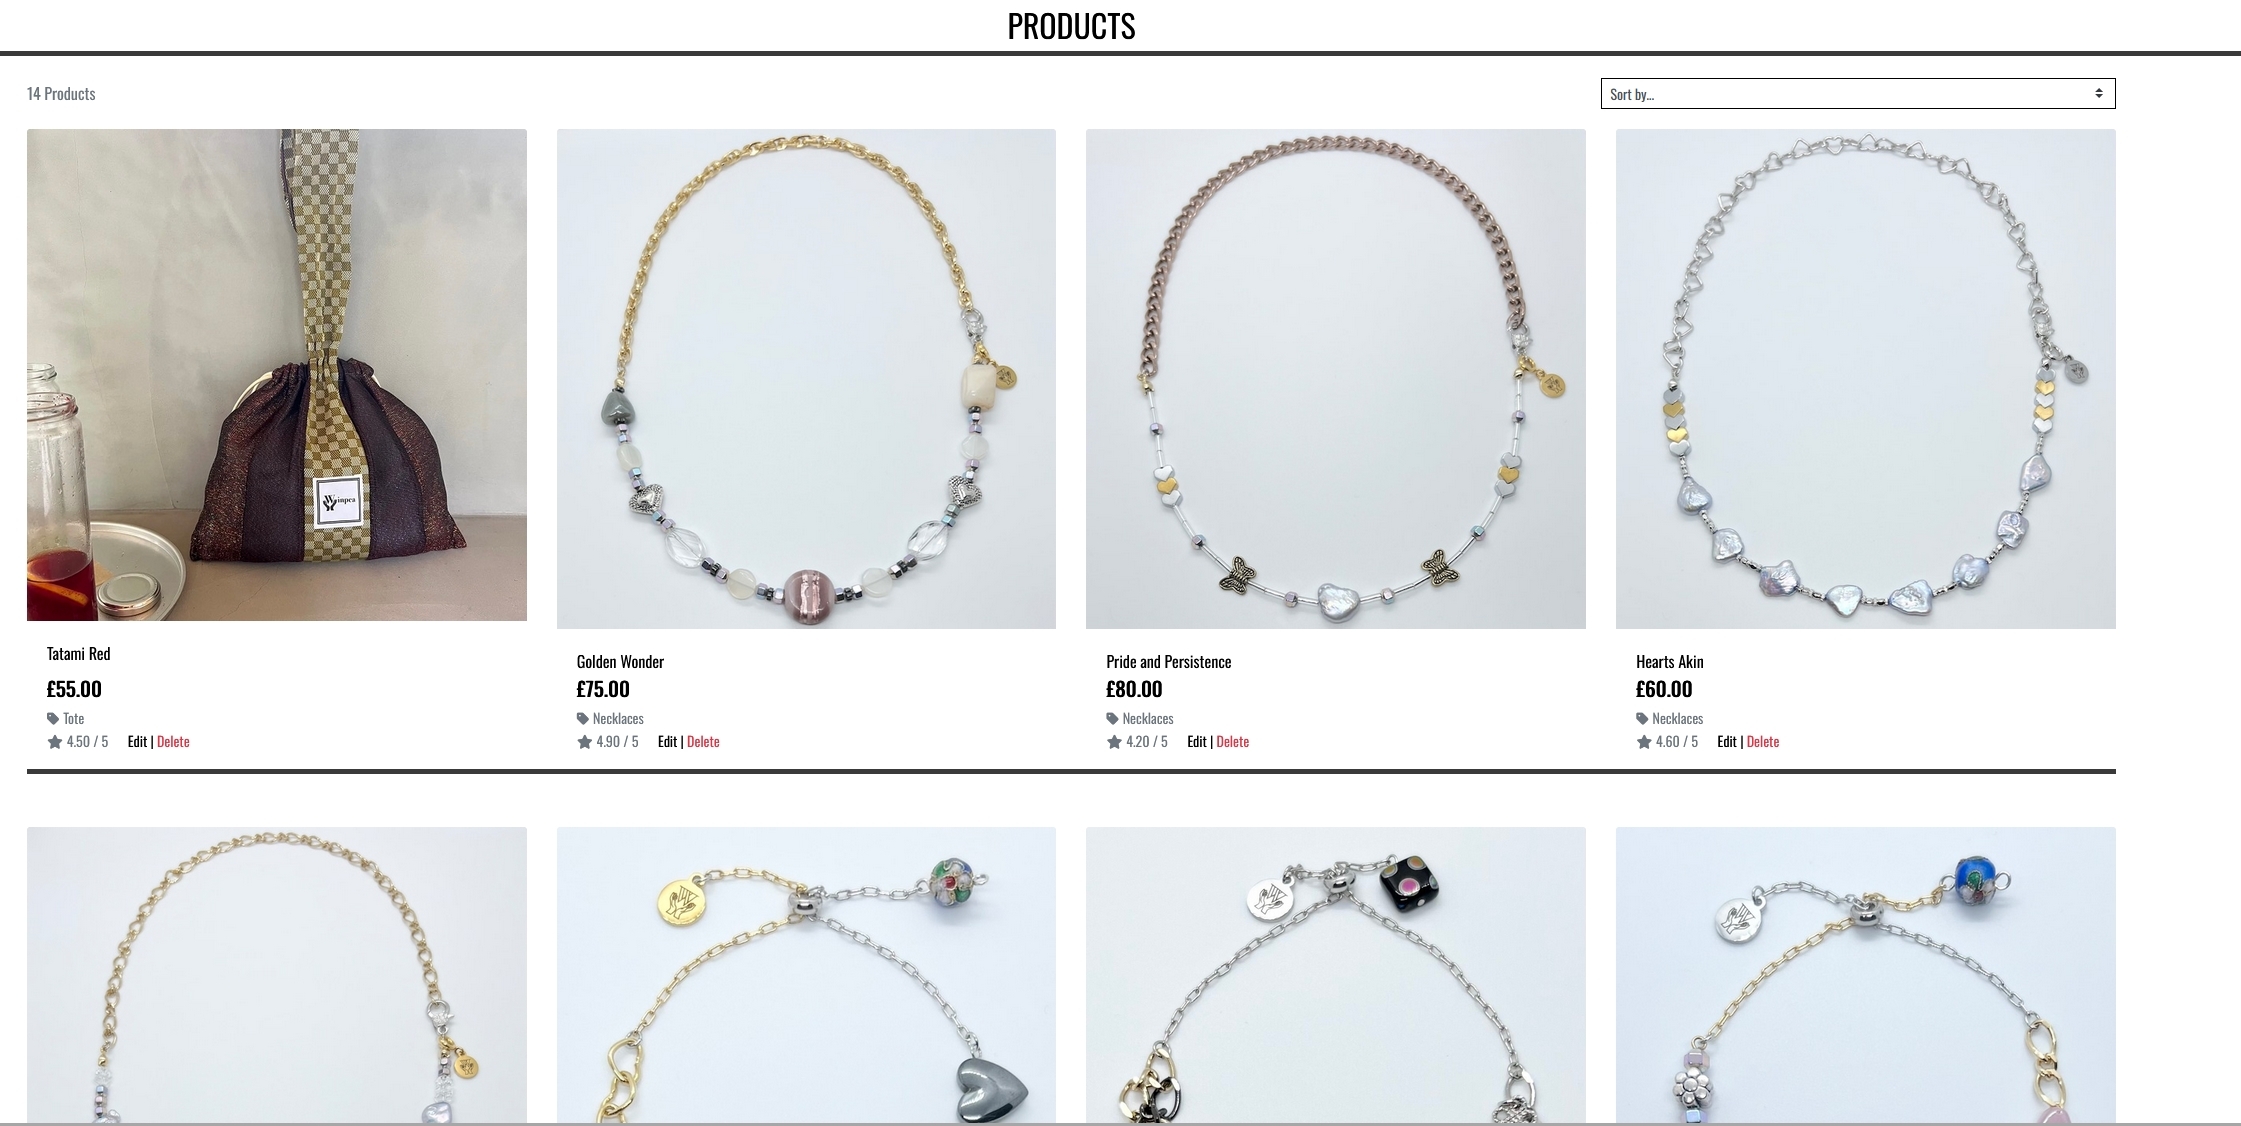 PRODUCTS
14 Products
Sort by...
Winpea
Tatami Red
£55.00
Tote
4.50 / 5 Edit | Delete
Golden Wonder
£75.00
Necklaces
4.90 / 5 Edit | Delete
Pride and Persistence
£80.00
Necklaces
4.20 / 5 Edit | Delete
Hearts Akin
£60.00
Necklaces
4.60 / 5 Edit | Delete